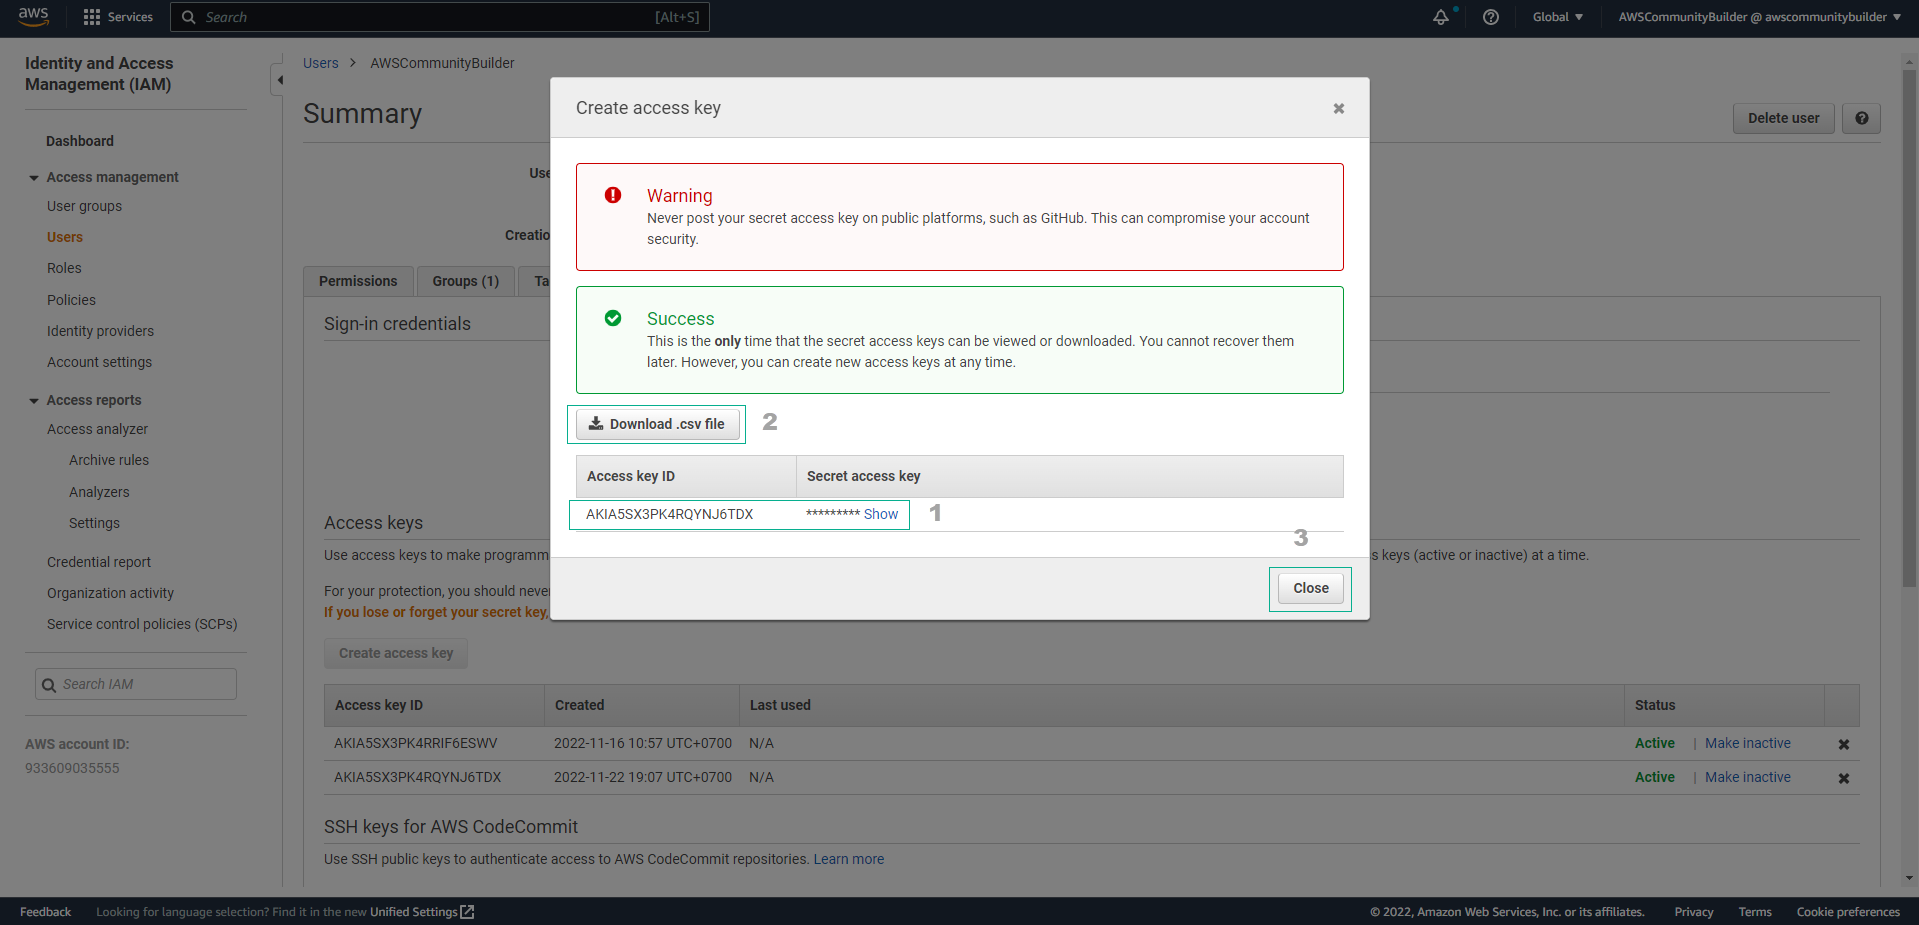 aws
Services
Search
[Alt+S]
Global
AWSCommunityBuilder @ awscommunitybuilder
Identity and Access
Management (IAM)
Dashboard
Access management
User groups
Users
Roles
Policies
Identity providers
Account settings
Access reports
Access analyzer
Archive rules
Analyzers
Settings
Credential report
Organization activity
Service control policies (SCPs)
Search IAM
AWS account ID:
933609035555
Users > AWSCommunityBuilder
Summary
Delete user
Use
Creatio
Permissions
Groups (1)
Ta
Sign-in credentials
Create access key
Warning
Never post your secret access key on public platforms, such as GitHub. This can compromise your account
security.
Success
This is the only time that the secret access keys can be viewed or downloaded. You cannot recover them
later. However, you can create new access keys at any time.
Download .csv file
2
Access key ID
Secret access key
AKIA5SX3PK4RQYNJ6TDX
********* Show
1
3
Close
Access keys
Use access keys to make programm
s keys (active or inactive) at a time.
For your protection, you should never
If you lose or forget your secret key,
Create access key
Access key ID
Created
Last used
Status
AKIA5SX3PK4RRIF6ESWV
2022-11-16 10:57 UTC+0700
N/A
Active | Make inactive
AKIA5SX3PK4RQYNJ6TDX
2022-11-22 19:07 UTC+0700
N/A
Active | Make inactive
SSH keys for AWS CodeCommit
Use SSH public keys to authenticate access to AWS CodeCommit repositories. Learn more
Feedback
Looking for language selection? Find it in the new Unified Settings
© 2022, Amazon Web Services, Inc. or its affiliates.
Privacy
Terms
Cookie preferences